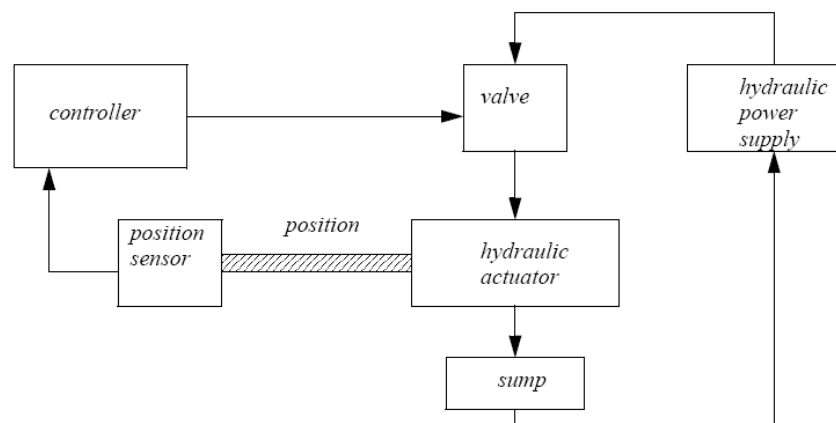 controller
valve
hydraulic
power
supply
position
sensor
position
hydraulic
actuator
sump